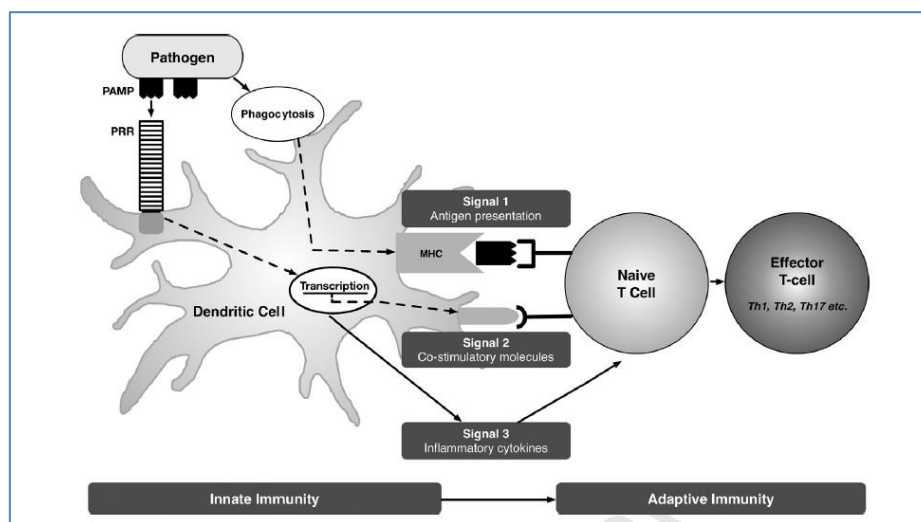 Pathogen
PAMP
Phagocytosis
PRR
Signal 1
Antigen presentation
MHC
Naive
T Cell
Effector
T-cell
Th1, Th2, Th17 etc.
Transcription
Dendritic Cell
Signal 2
Co-stimulatory molecules
Signal 3
Inflammatory cytokines
Innate Immunity
Adaptive Immunity